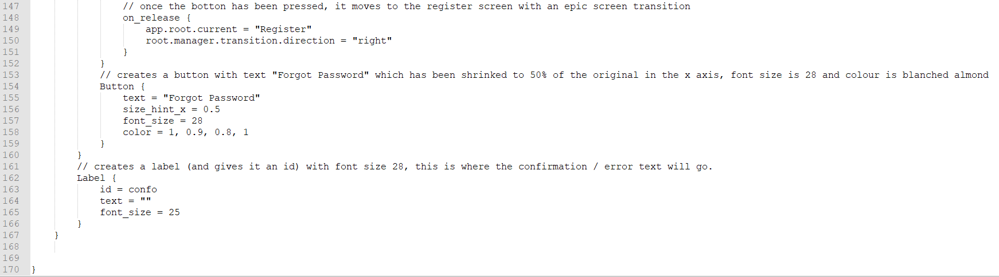 147 // once the botton has been pressed, it moves to the register screen with an epic screen transition
148 on_release {
149 app.root.current = "Register"
150 root.manager.transition.direction = "right"
151 }
152 }
153 // creates a button with text "Forgot Password" which has been shrinked to 50% of the original in the x axis, font size is 28 and colour is blanched almond
154 Button {
155 text = "Forgot Password"
156 size_hint_x = 0.5
157 font_size = 28
158 color = 1, 0.9, 0.8, 1
159 }
160 }
161 // creates a label (and gives it an id) with font size 28, this is where the confirmation / error text will go.
162 Label {
163 id = confo
164 text = ""
165 font_size = 25
166 }
167 }
168
169
170 }